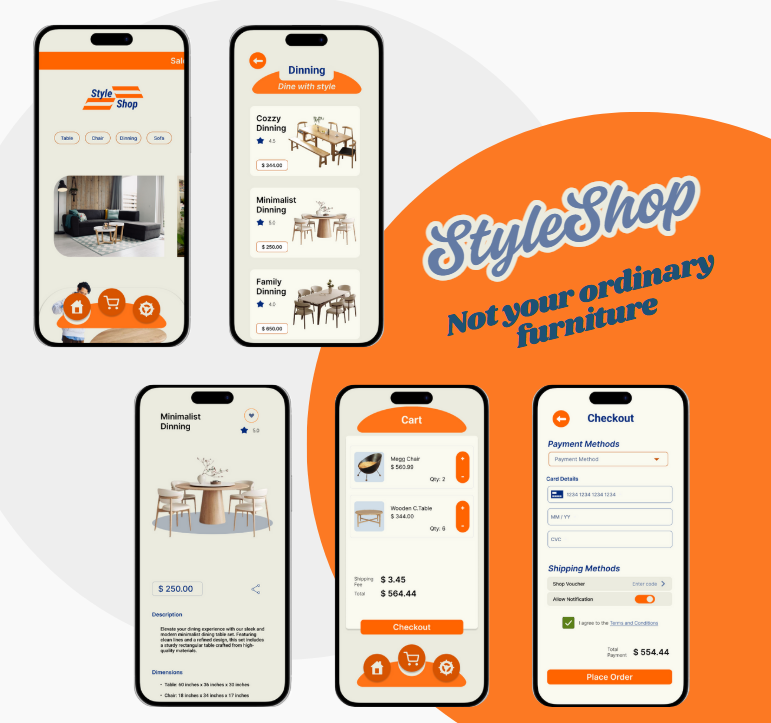 Sale
Style
Shop
Table
Chair
Dinning
Sofa
Dinning
Dine with style
Cozzy
Dinning
4.5
$ 344.00
Minimalist
Dinning
5.0
$ 250.00
Family
Dinning
4.0
$ 650.00
StyleShop
Not your ordinary
furniture
Minimalist
Dinning
5.0
$ 250.00
Description
Elevate your dining experience with our sleek and
modern minimalist dining table set. Featuring
clean lines and a refined design, this set includes
a sturdy rectangular table crafted from high-
quality materials.
Dimensions
• Table: 60 inches x 36 inches x 30 inches
• Chair: 18 inches x 34 inches x 17 inches
Cart
Megg Chair
$ 560.99
Qty: 2
+
-
Wooden C.Table
$ 344.00
Qty: 6
+
-
Shipping
Fee
$ 3.45
Total
$ 564.44
Checkout
Checkout
Payment Methods
Payment Method
Card Details
1234 1234 1234 1234
MM / YY
CVC
Shipping Methods
Shop Voucher
Enter code
Allow Notification
I agree to the Terms and Conditions
Total
Payment
$ 554.44
Place Order